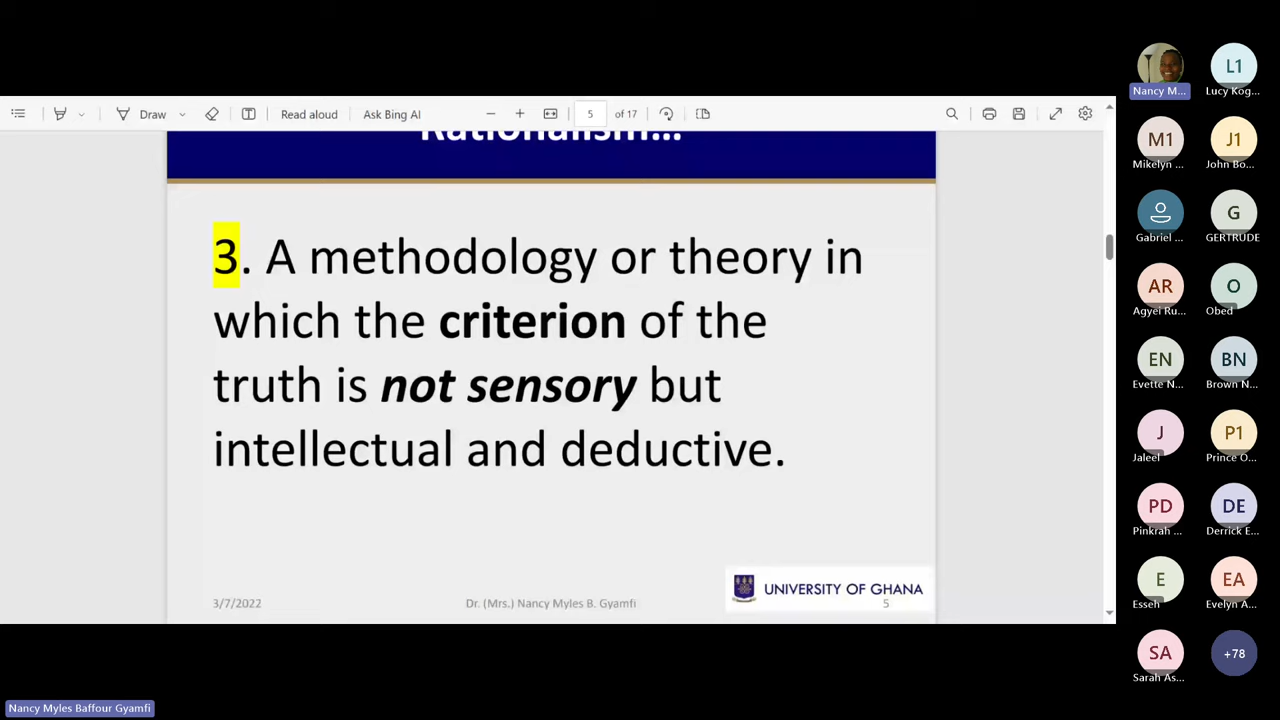 Draw
Read aloud
Ask Bing AI
5
of 17
Rationalism...
3. A methodology or theory in
which the criterion of the
truth is not sensory but
intellectual and deductive.
3/7/2022
Dr. (Mrs.) Nancy Myles B. Gyamfi
UNIVERSITY OF GHANA
5
Nancy M...
L1
Lucy Kog...
M1
Mikelyn ...
J1
John Bo...
Gabriel ...
G
GERTRUDE
AR
Agyei Ru...
O
Obed
EN
Evette N...
BN
Brown N...
J
Jaleel
P1
Prince O...
PD
Pinkrah ...
DE
Derrick E...
E
Esseh
EA
Evelyn A...
SA
Sarah As...
+78
Nancy Myles Baffour Gyamfi